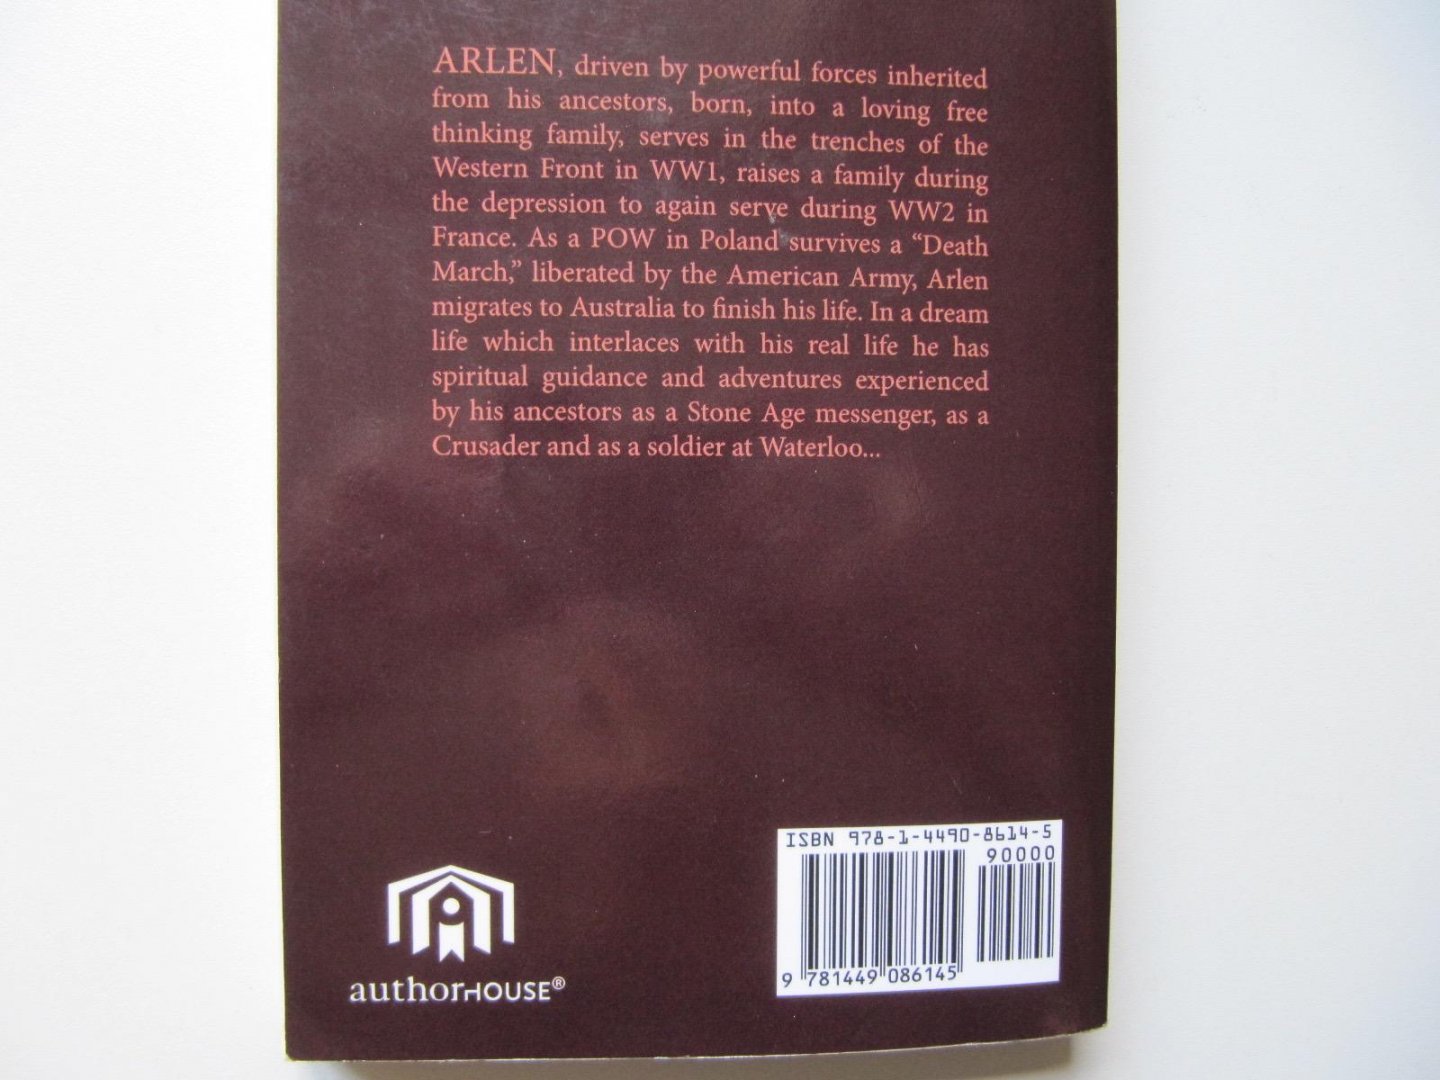 ARLEN, driven by powerful forces inherited
from his ancestors, born, into a loving free
thinking family, serves in the trenches of the
Western Front in WW1, raises a family during
the depression to again serve during WW2 in
France. As a POW in Poland survives a “Death
March,” liberated by the American Army, Arlen
migrates to Australia to finish his life. In a dream
life which interlaces with his real life he has
spiritual guidance and adventures experienced
by his ancestors as a Stone Age messenger, as a
Crusader and as a soldier at Waterloo...
ISBN 978-1-4490-8614-5
90000
9 781449 086145
authorHOUSE®